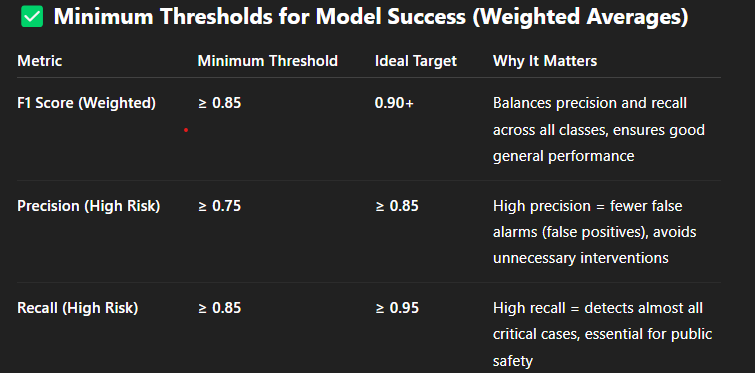 ✅ Minimum Thresholds for Model Success (Weighted Averages)
Metric Minimum Threshold Ideal Target Why It Matters
F1 Score (Weighted) ≥ 0.85 0.90+ Balances precision and recall
across all classes, ensures good
general performance
Precision (High Risk) ≥ 0.75 ≥ 0.85 High precision = fewer false
alarms (false positives), avoids
unnecessary interventions
Recall (High Risk) ≥ 0.85 ≥ 0.95 High recall = detects almost all
critical cases, essential for public
safety